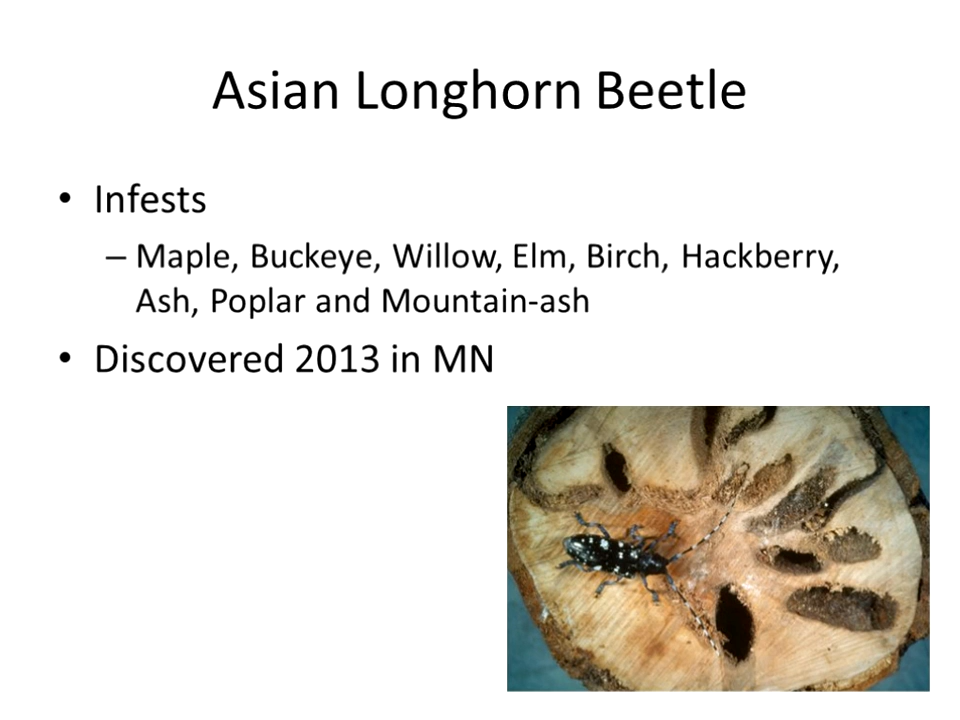 Asian Longhorn Beetle
• Infests
– Maple, Buckeye, Willow, Elm, Birch, Hackberry,
Ash, Poplar and Mountain-ash
• Discovered 2013 in MN